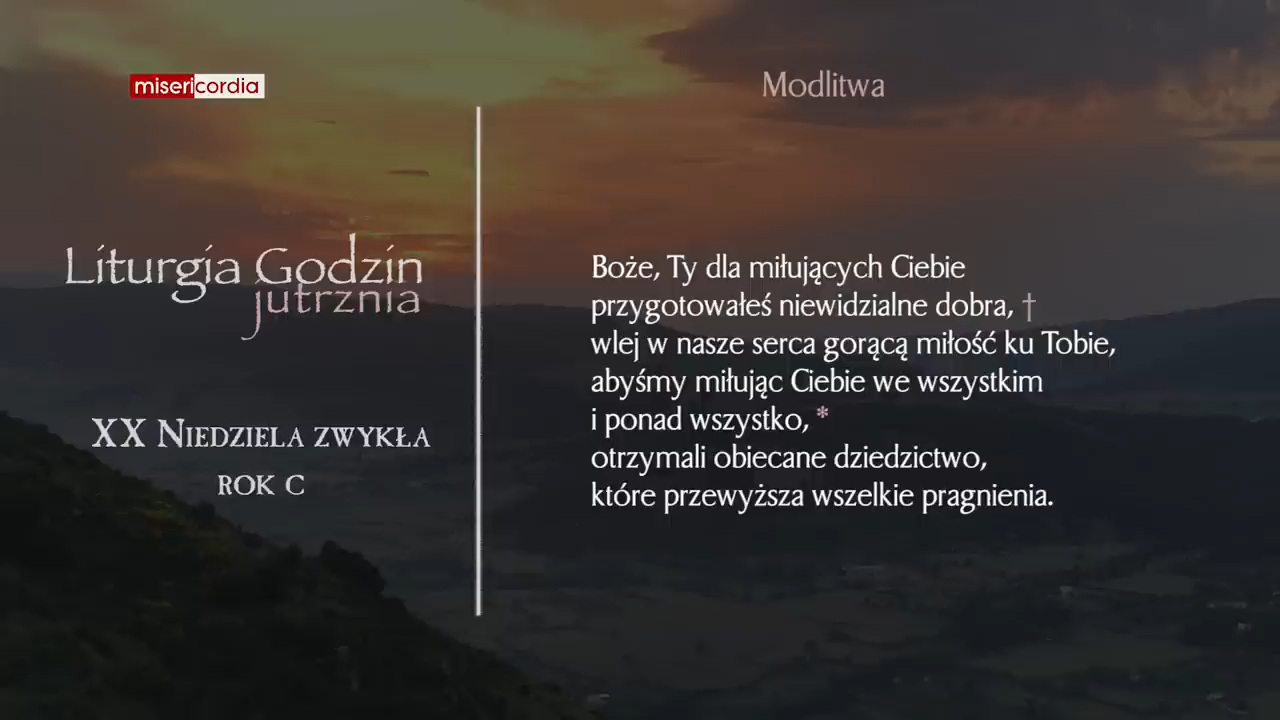 misericordia
Liturgia Godzin
jutrznia
XX Niedziela zwykła
rok C
Modlitwa
Boże, Ty dla miłujących Ciebie
przygotowałeś niewidzialne dobra, †
wlej w nasze serca gorącą miłość ku Tobie,
abyśmy miłując Ciebie we wszystkim
i ponad wszystko, *
otrzymali obiecane dziedzictwo,
które przewyższa wszelkie pragnienia.